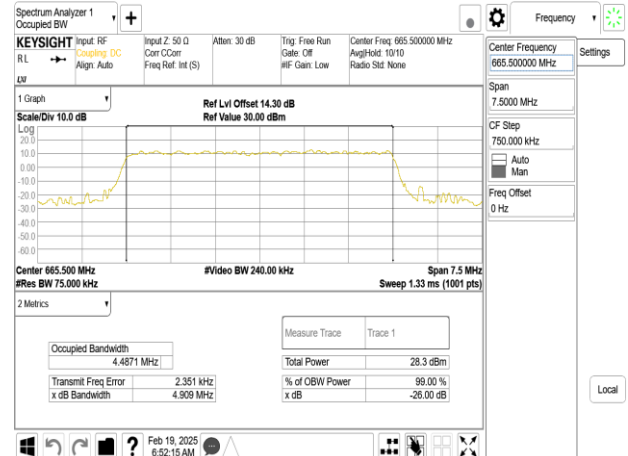 Spectrum Analyzer 1
Occupied BW
Frequency
KEYSIGHT
RL
LXI
Input: RF
Coupling: DC
Align: Auto
Input Z: 50 Ω
Corr CCorr
Freq Ref: Int (S)
Atten: 30 dB
Trig: Free Run
Gate: Off
#IF Gain: Low
Center Freq: 665.500000 MHz
Avg|Hold: 10/10
Radio Std: None
Center Frequency
665.500000 MHz
Settings
Span
7.5000 MHz
CF Step
750.000 kHz
Auto
Man
Freq Offset
0 Hz
1 Graph
Scale/Div 10.0 dB
Ref Lvl Offset 14.30 dB
Ref Value 30.00 dBm
Log
20.0
10.0
0.00
-10.0
-20.0
-30.0
-40.0
-50.0
-60.0
Center 665.500 MHz
#Res BW 75.000 kHz
#Video BW 240.00 kHz
Span 7.5 MHz
Sweep 1.33 ms (1001 pts)
2 Metrics
Measure Trace
Trace 1
Occupied Bandwidth
4.4871 MHz
Total Power
28.3 dBm
Transmit Freq Error
2.351 kHz
% of OBW Power
99.00 %
x dB Bandwidth
4.909 MHz
x dB
-26.00 dB
Local
?
Feb 19, 2025
6:52:15 AM